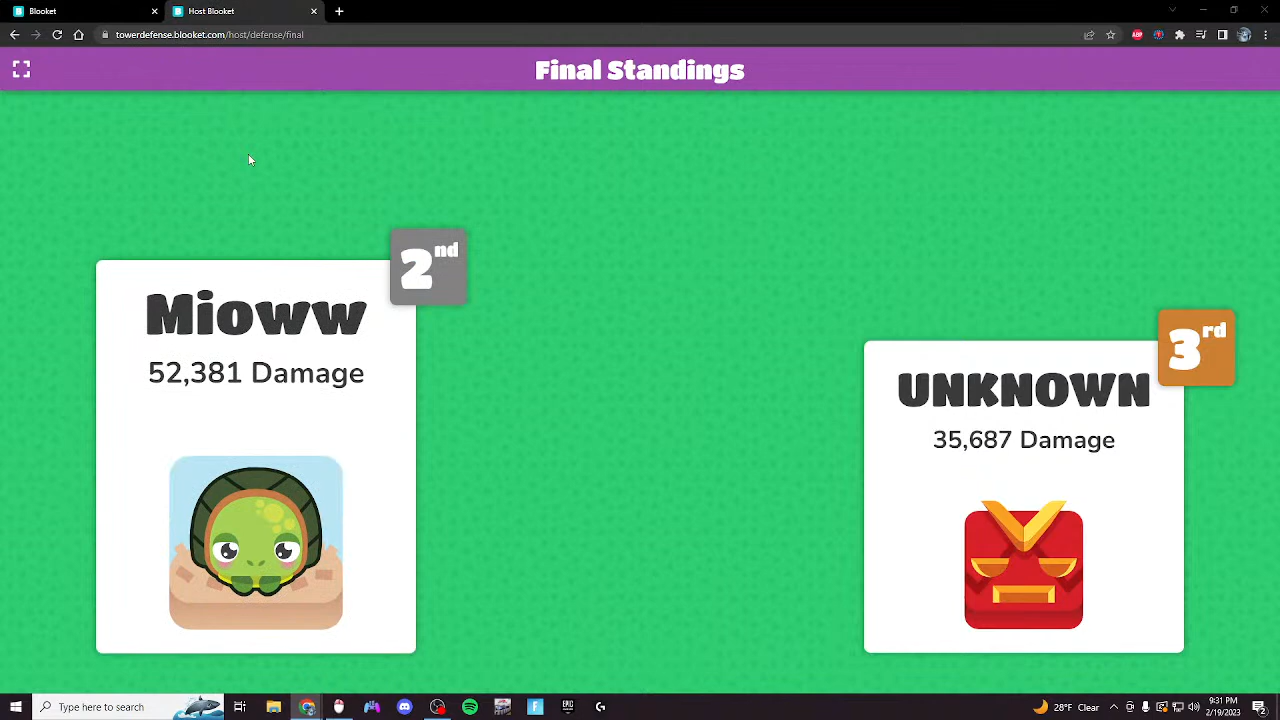 Blooket
Host Blooket
towerdefense.blooket.com/host/defense/final
Final Standings
2nd
Mioww
52,381 Damage
3rd
UNKNOWN
35,687 Damage
Type here to search
28°F Clear
9:31 PM
2/19/2023